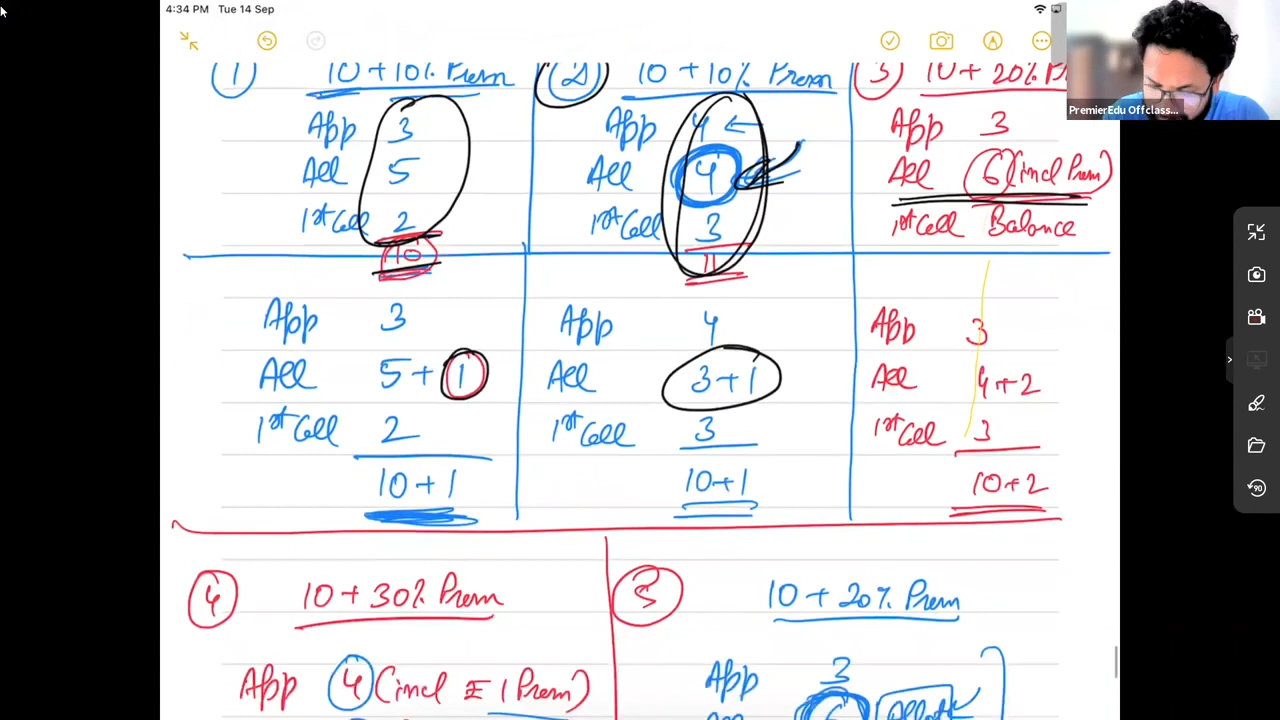 4:34 PM Tue 14 Sep
PremierEdu Offclass...
1 10 + 10% Prem
App 3
All 5
1st Call 2
10
App 3
All 5 + 1
1st Call 2
10 + 1
2 10 + 10% Prem
App 4
All 4
1st Call 3
11
App 4
All 3 + 1
1st Call 3
10 + 1
3 10 + 20%
App 3
All 6 (incl Prem)
1st Call Balance
App 3
All 4 + 2
1st Call 3
10 + 2
4 10 + 30% Prem
App 4 (incl 1 Prem)
5 10 + 20% Prem
App 3
90